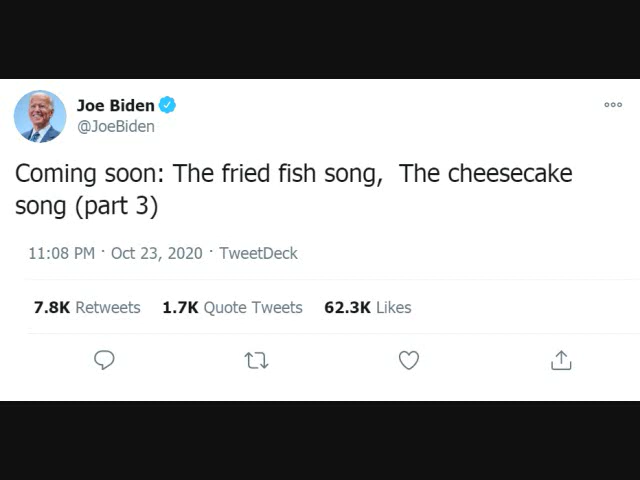 Joe Biden
@JoeBiden
Coming soon: The fried fish song,  The cheesecake
song (part 3)
11:08 PM · Oct 23, 2020 · TweetDeck
7.8K Retweets 1.7K Quote Tweets 62.3K Likes